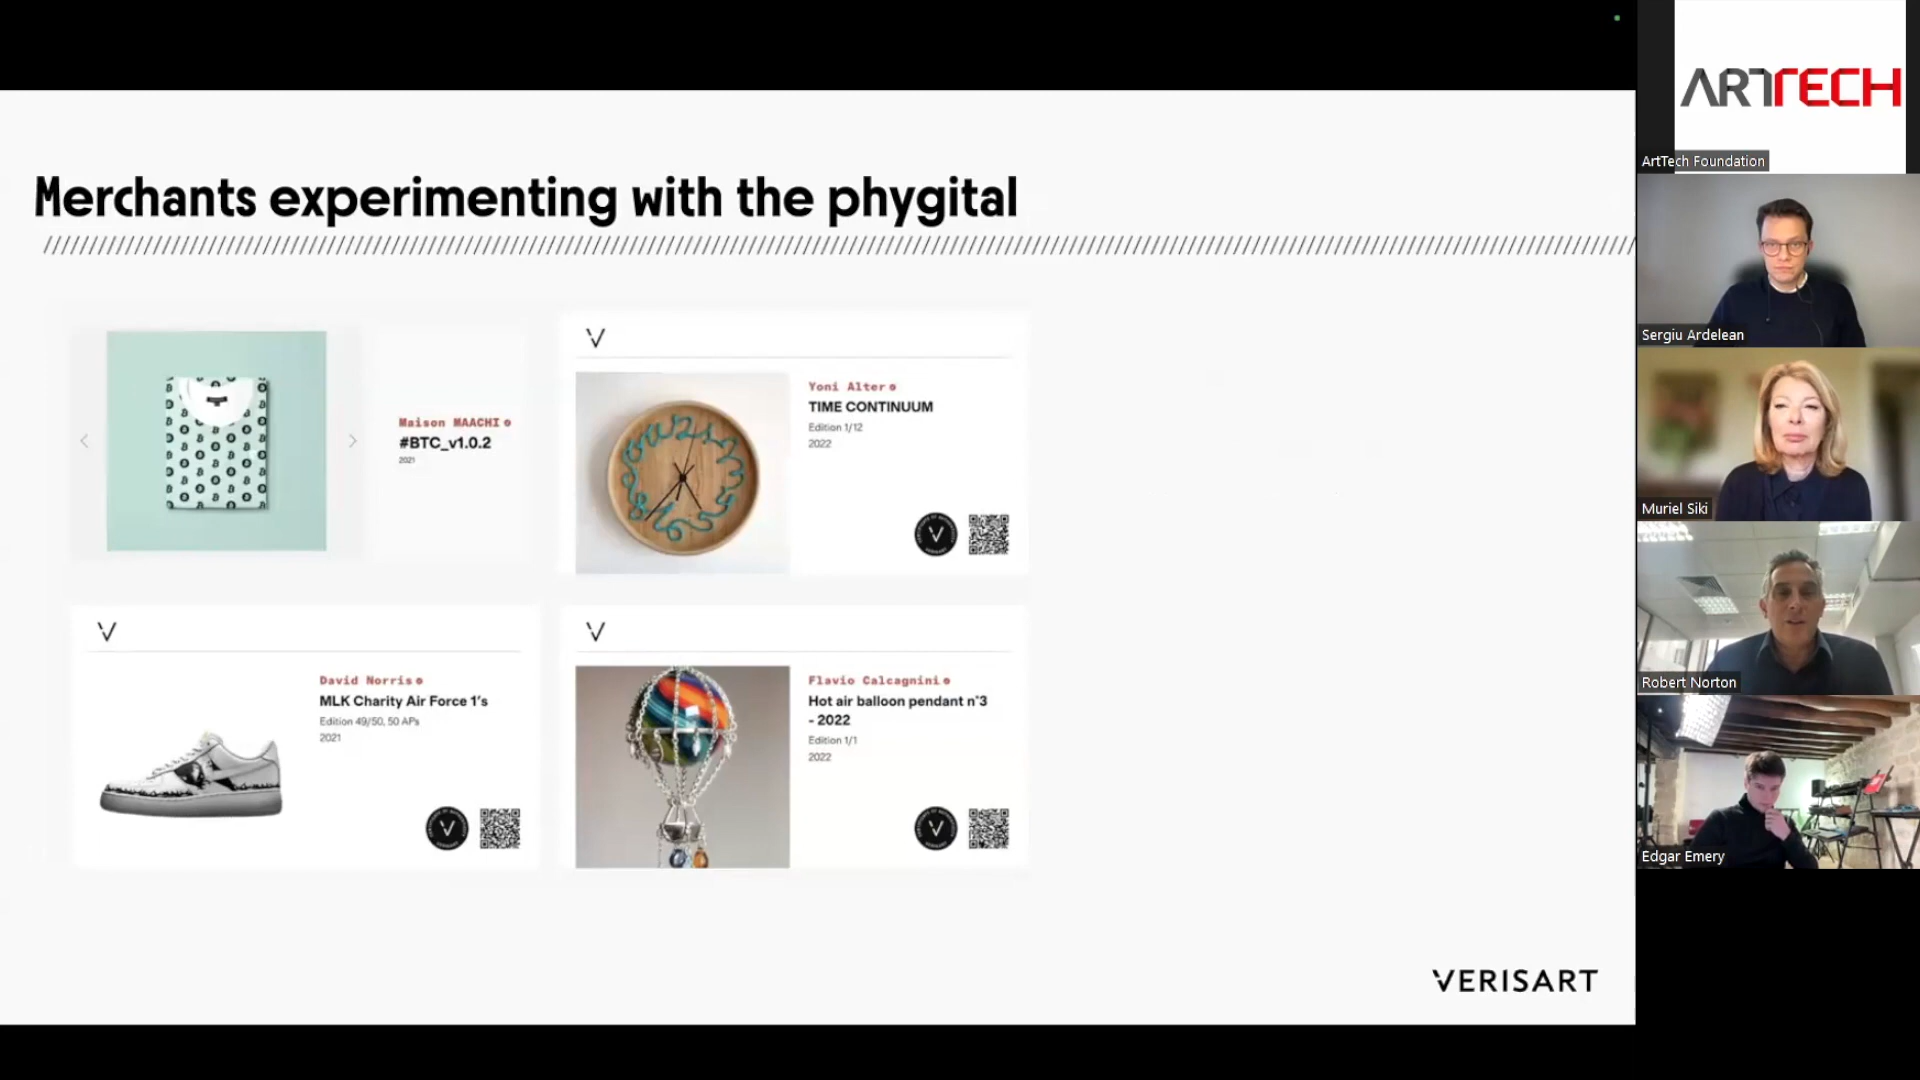 Merchants experimenting with the phygital
Maison MAACHI
#BTC_v1.0.2
2021
Yoni Alter
TIME CONTINUUM
Edition 1/12
2022
David Norris
MLK Charity Air Force 1's
Edition 49/50, 50 APs
2021
Flavio Calcagnini
Hot air balloon pendant n°3
- 2022
Edition 1/1
2022
VERISART
ARTTECH
ArtTech Foundation
Sergiu Ardelean
Muriel Siki
Robert Norton
Edgar Emery